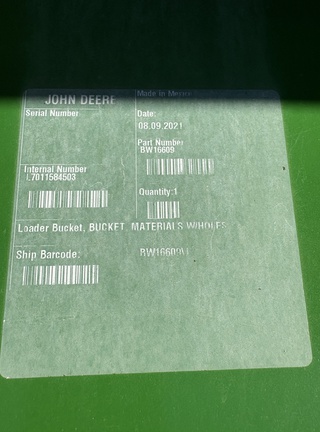 JOHN DEERE
Made in Mexico
Serial Number
Date:
08.09.2021
Part Number
BW16609
Internal Number
L7011584503
Quantity:1
Loader Bucket, BUCKET, MATERIALS W/HOLES
Ship Barcode: